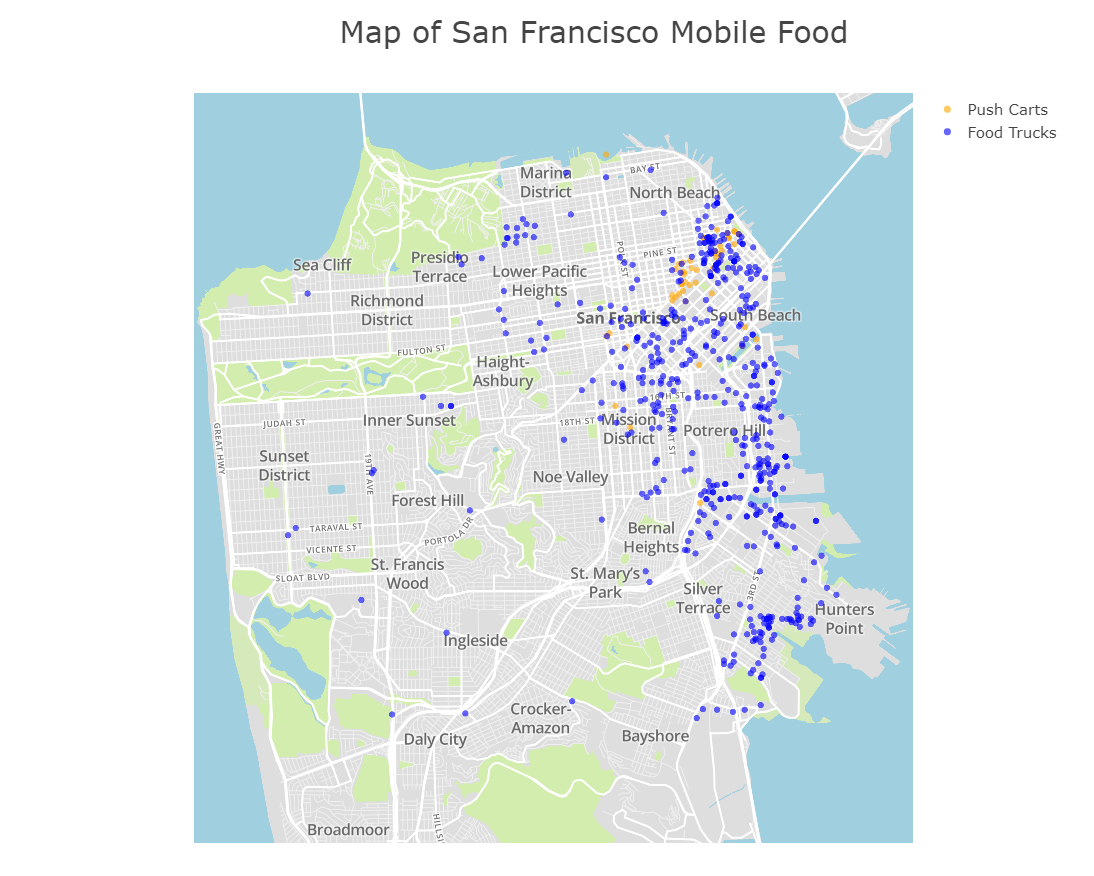 Map of San Francisco Mobile Food
Push Carts
Food Trucks
Marina
District
BAY ST
North Beach
Sea Cliff
Presidio
Terrace
Lower Pacific
Heights
POLK ST
PINE ST
Richmond
District
San Francisco
South Beach
FULTON ST
Haight-
Ashbury
16TH ST
JUDAH ST
Inner Sunset
18TH ST
Mission
District
BRYANT ST
Potrero Hill
GREAT HWY
Sunset
District
19TH AVE
Noe Valley
Forest Hill
TARAVAL ST
PORTOLA DR
Bernal
Heights
VICENTE ST
SLOAT BLVD
St. Francis
Wood
St. Mary's
Park
Silver
Terrace
3RD ST
Hunters
Point
Ingleside
Crocker-
Amazon
Daly City
Bayshore
Broadmoor
HILLSI